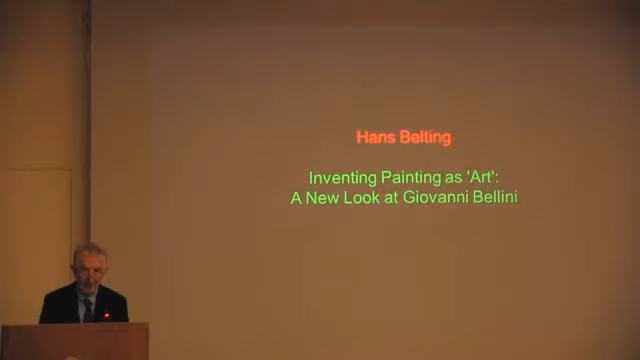 Hans Belting
Inventing Painting as 'Art':
A New Look at Giovanni Bellini